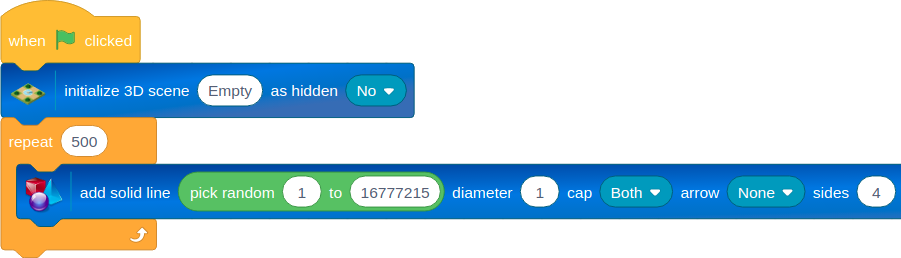 when clicked
initialize 3D scene Empty as hidden No
repeat 500
add solid line pick random 1 to 16777215 diameter 1 cap Both arrow None sides 4